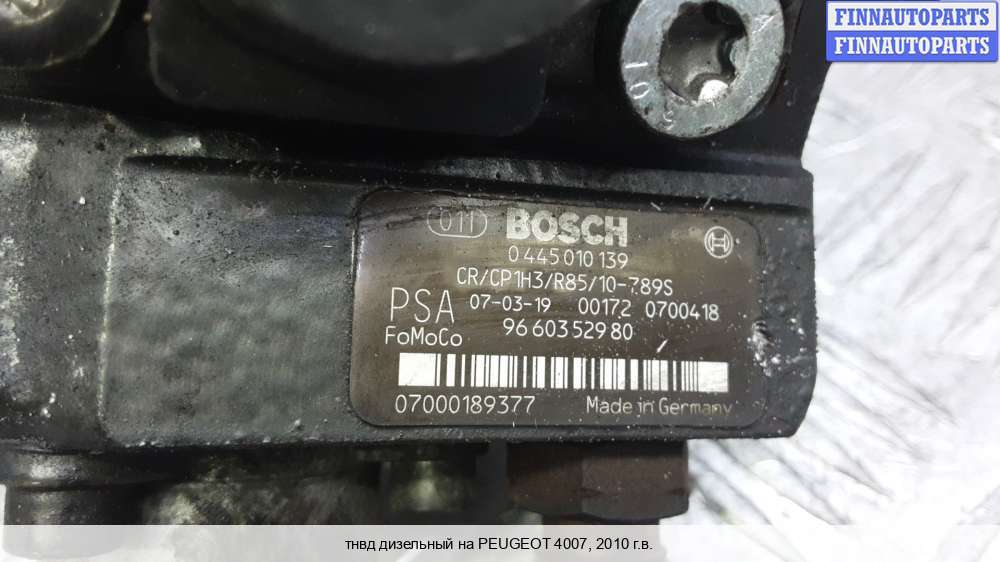 FINNAUTOPARTS
FINNAUTOPARTS
011 BOSCH
0 445 010 139
CR/CP1H3/R85/10-789S
PSA 07-03-19 00172 0700418
FoMoCo 96 603 529 80
07000189377 Made in Germany
тнвд дизельный на PEUGEOT 4007, 2010 г.в.